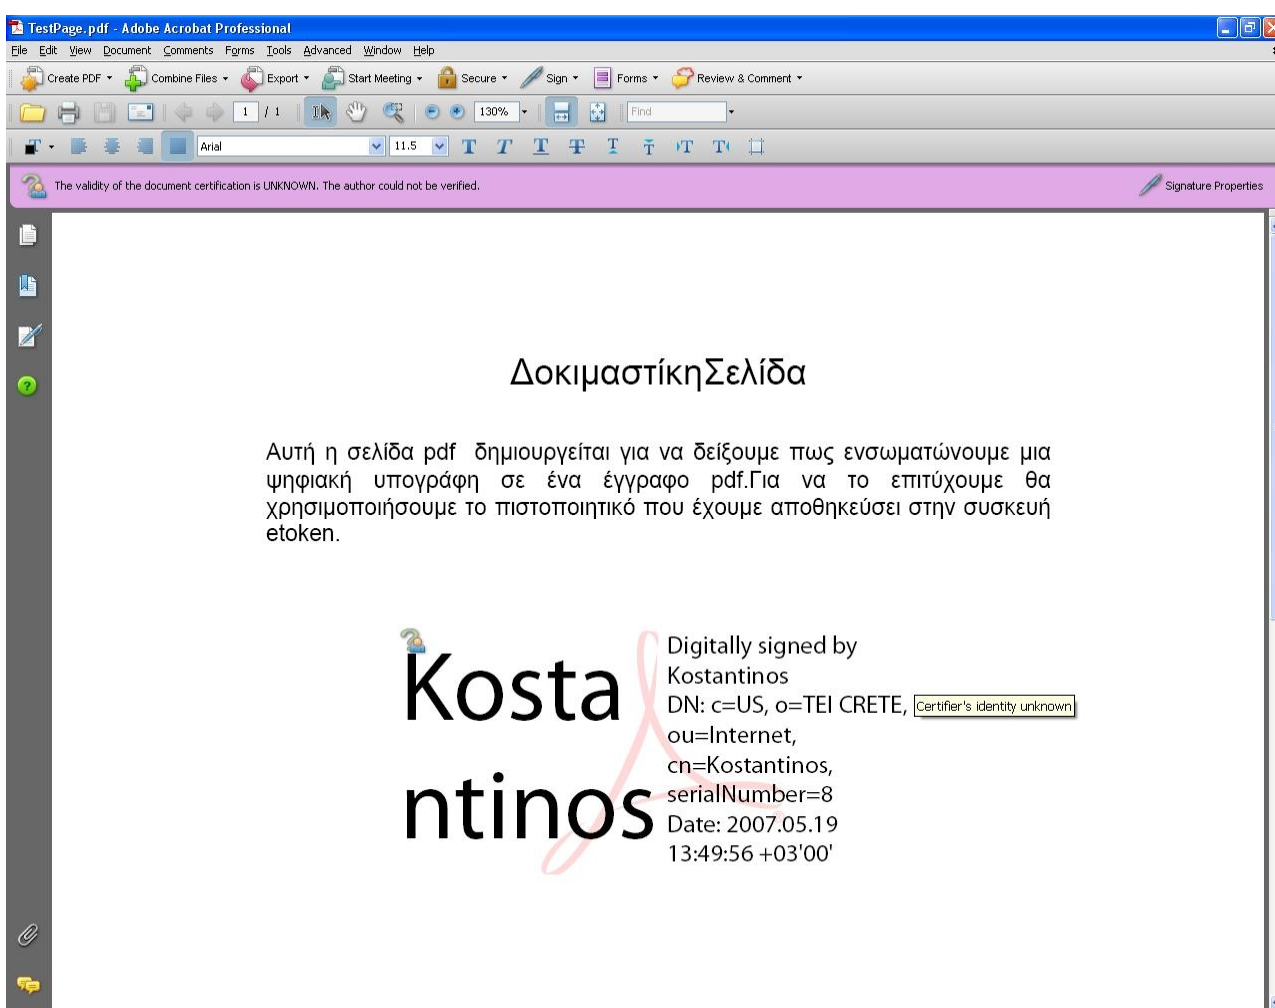 TestPage.pdf - Adobe Acrobat Professional
File Edit View Document Comments Forms Tools Advanced Window Help
Create PDF Combine Files Export Start Meeting Secure Sign Forms Review & Comment
1 / 1 130% Find
Arial 11.5 T T T T T T T T
The validity of the document certification is UNKNOWN. The author could not be verified. Signature Properties
ΔοκιμαστίκηΣελίδα
Αυτή η σελίδα pdf δημιουργείται για να δείξουμε πως ενσωματώνουμε μια
ψηφιακή υπογράφη σε ένα έγγραφο pdf.Για να το επιτύχουμε θα
χρησιμοποιήσουμε το πιστοποιητικό που έχουμε αποθηκεύσει στην συσκευή
etoken.
Kosta
ntinos
Digitally signed by
Kostantinos
DN: c=US, o=TEI CRETE,
Certifier's identity unknown
ou=Internet,
cn=Kostantinos,
serialNumber=8
Date: 2007.05.19
13:49:56 +03'00'